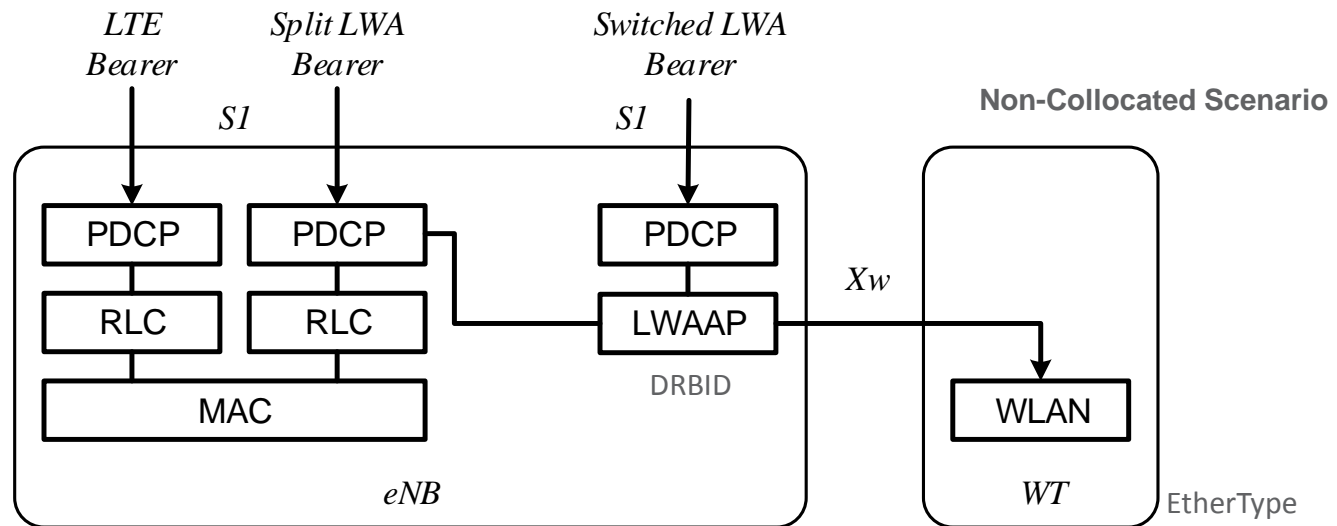 LTE
Bearer
Split LWA
Bearer
Switched LWA
Bearer
Non-Collocated Scenario
S1
S1
PDCP
PDCP
PDCP
Xw
RLC
RLC
LWAAP
DRBID
MAC
WLAN
eNB
WT
EtherType